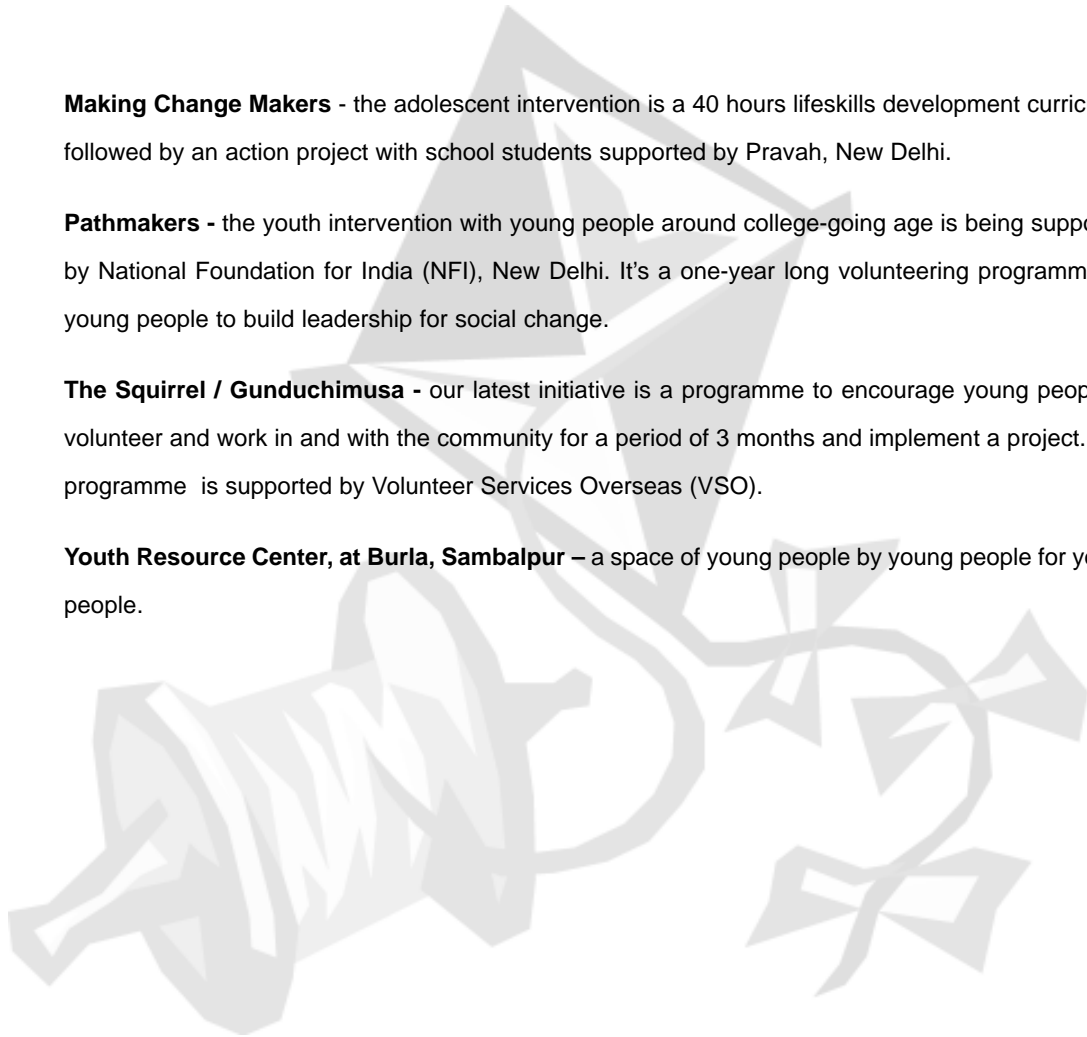 Making Change Makers - the adolescent intervention is a 40 hours lifeskills development curric
followed by an action project with school students supported by Pravah, New Delhi.
Pathmakers - the youth intervention with young people around college-going age is being suppo
by National Foundation for India (NFI), New Delhi. It's a one-year long volunteering programm
young people to build leadership for social change.
The Squirrel / Gunduchimusa - our latest initiative is a programme to encourage young peop
volunteer and work in and with the community for a period of 3 months and implement a project.
programme is supported by Volunteer Services Overseas (VSO).
Youth Resource Center, at Burla, Sambalpur – a space of young people by young people for y
people.